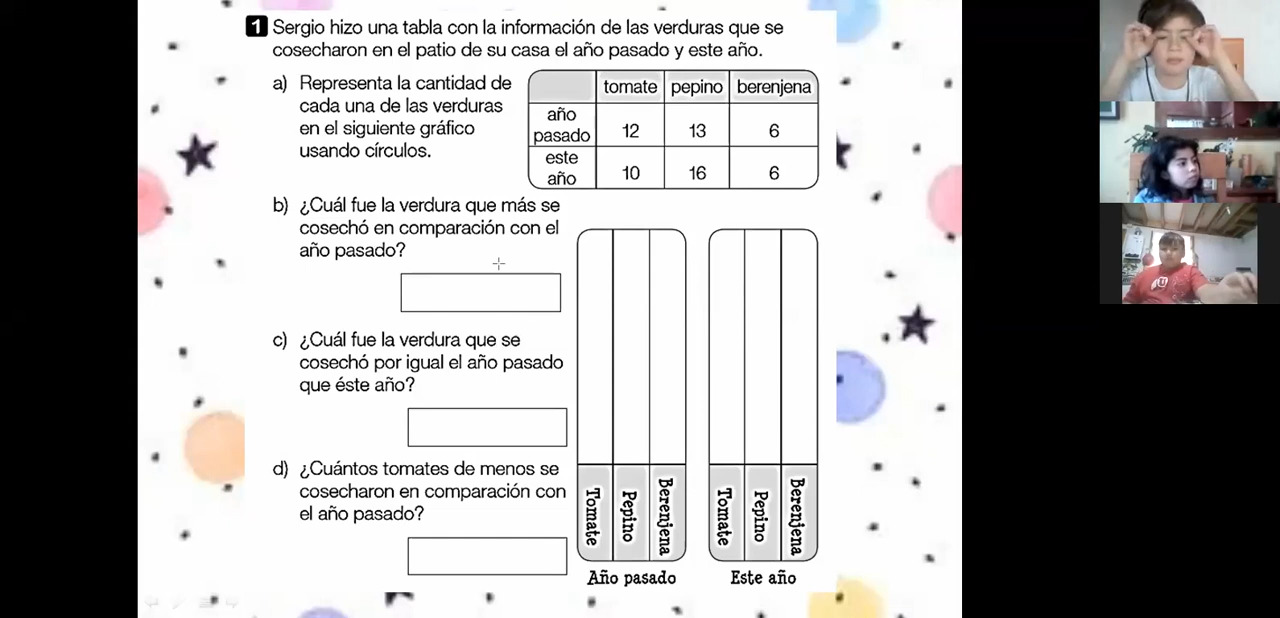 1 Sergio hizo una tabla con la información de las verduras que se
cosecharon en el patio de su casa el año pasado y este año.
a) Representa la cantidad de
cada una de las verduras
en el siguiente gráfico
usando círculos.
tomate pepino berenjena
año
pasado 12 13 6
este
año 10 16 6
b) ¿Cuál fue la verdura que más se
cosechó en comparación con el
año pasado?
c) ¿Cuál fue la verdura que se
cosechó por igual el año pasado
que éste año?
d) ¿Cuántos tomates de menos se
cosecharon en comparación con
el año pasado?
Tomate
Pepino
Berenjena
Año pasado
Tomate
Pepino
Berenjena
Este año